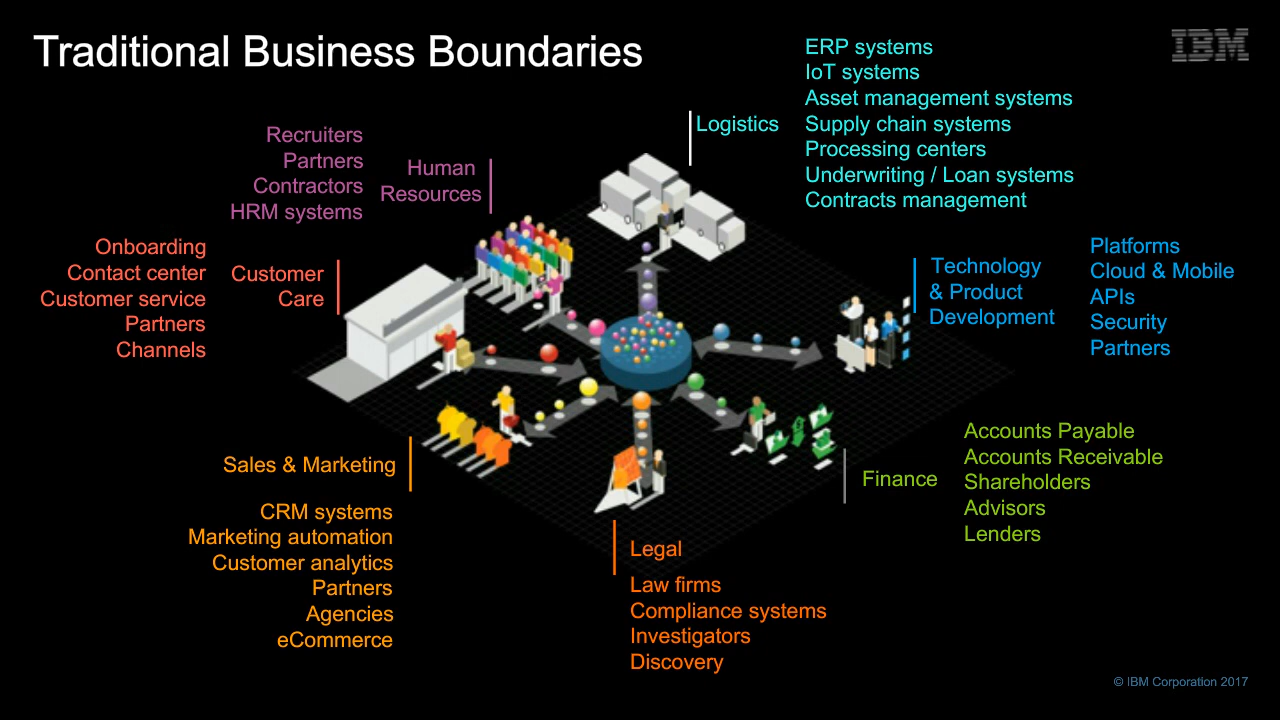 Traditional Business Boundaries
IBM
Logistics
ERP systems
IoT systems
Asset management systems
Supply chain systems
Processing centers
Underwriting / Loan systems
Contracts management
Recruiters
Partners
Contractors
HRM systems
Human
Resources
Onboarding
Contact center
Customer service
Partners
Channels
Customer
Care
Technology
& Product
Development
Platforms
Cloud & Mobile
APIs
Security
Partners
Sales & Marketing
CRM systems
Marketing automation
Customer analytics
Partners
Agencies
eCommerce
Legal
Law firms
Compliance systems
Investigators
Discovery
Finance
Accounts Payable
Accounts Receivable
Shareholders
Advisors
Lenders
© IBM Corporation 2017